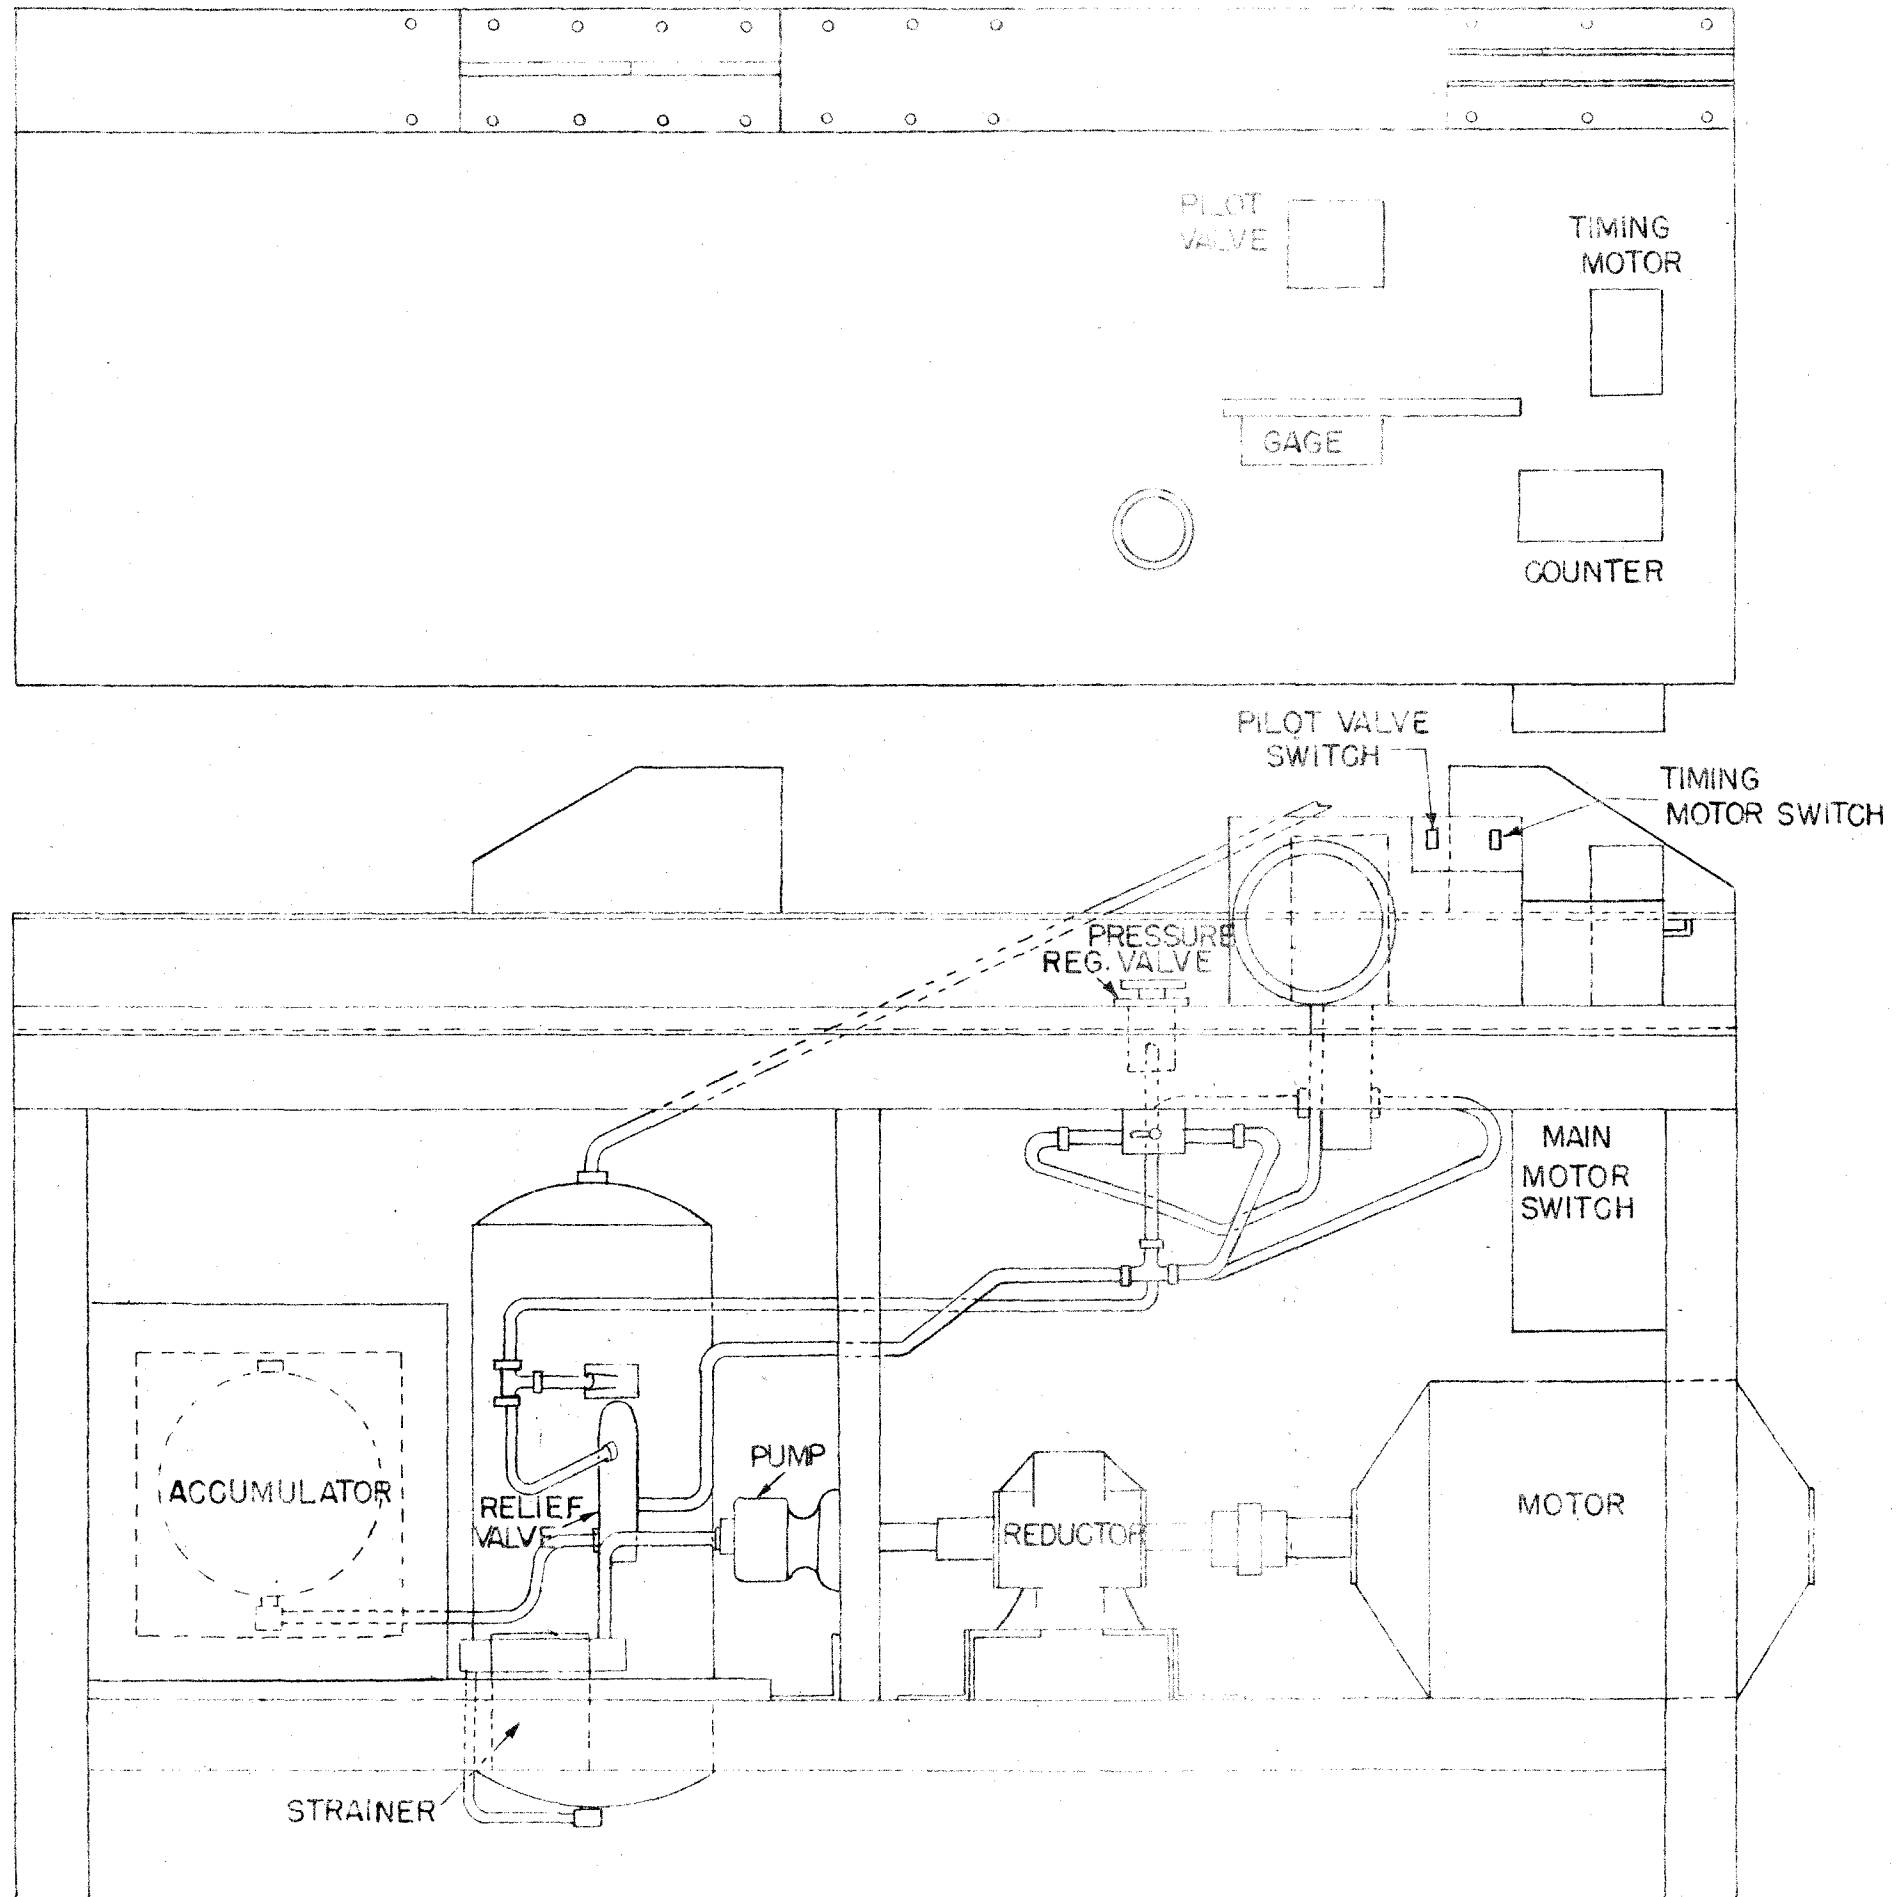 PILOT
VALVE
TIMING
MOTOR
GAGE
COUNTER
PILOT VALVE
SWITCH
TIMING
MOTOR SWITCH
PRESSURE
REG. VALVE
MAIN
MOTOR
SWITCH
ACCUMULATOR
RELIEF
VALVE
PUMP
REDUCTOR
MOTOR
STRAINER